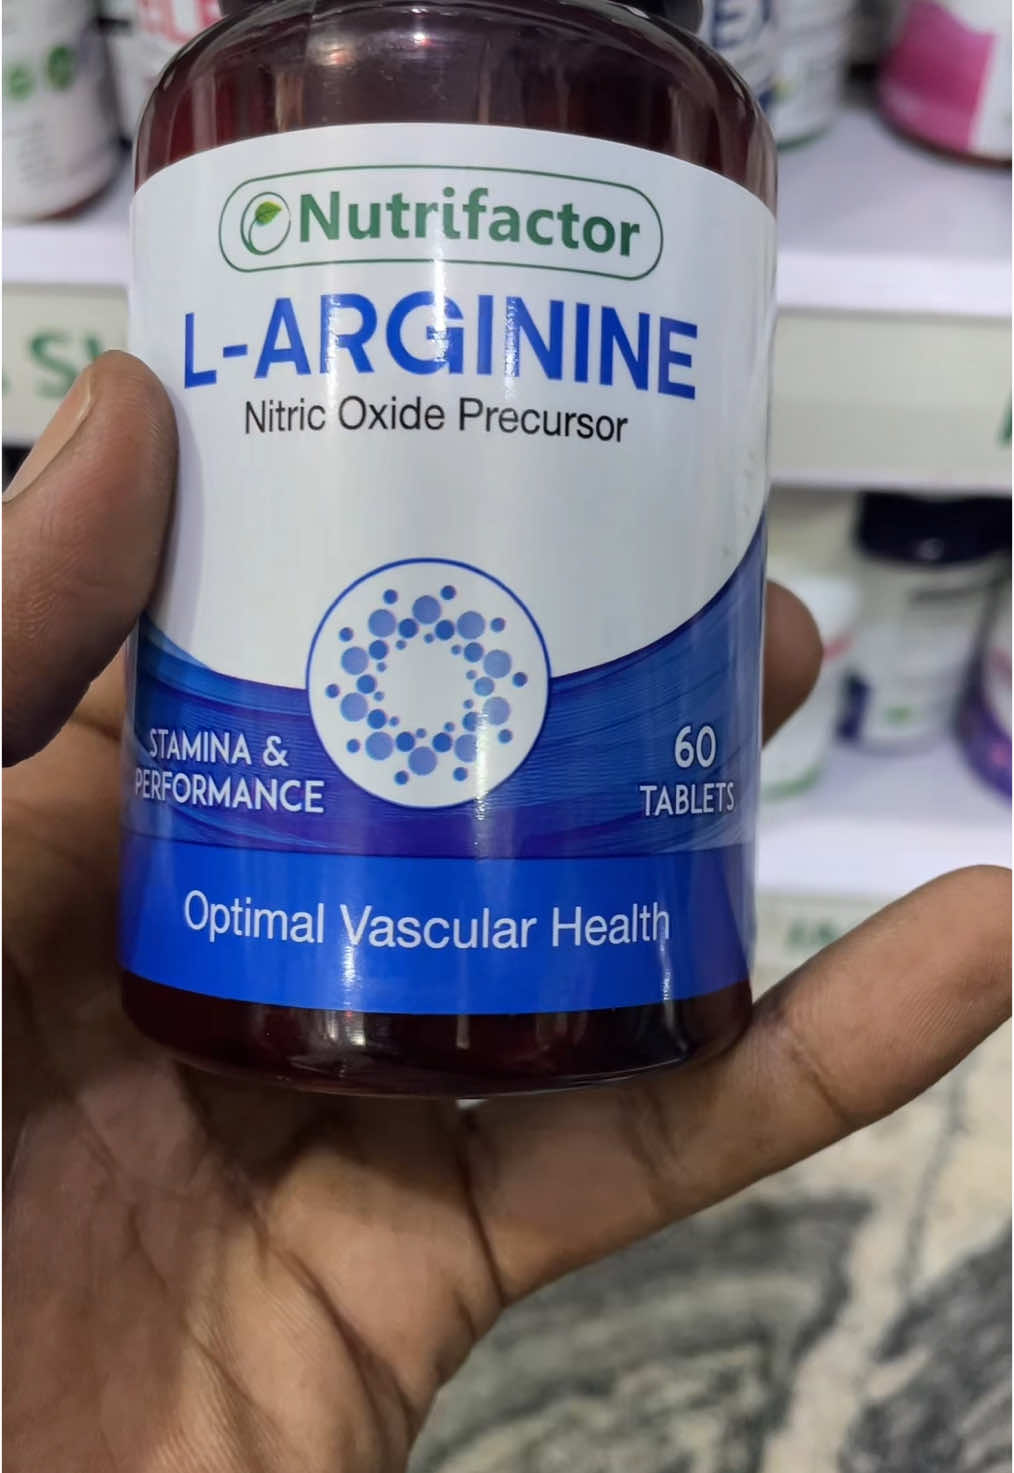 Nutrifactor
L-ARGININE
Nitric Oxide Precursor
STAMINA &
PERFORMANCE
60
TABLETS
Optimal Vascular Health